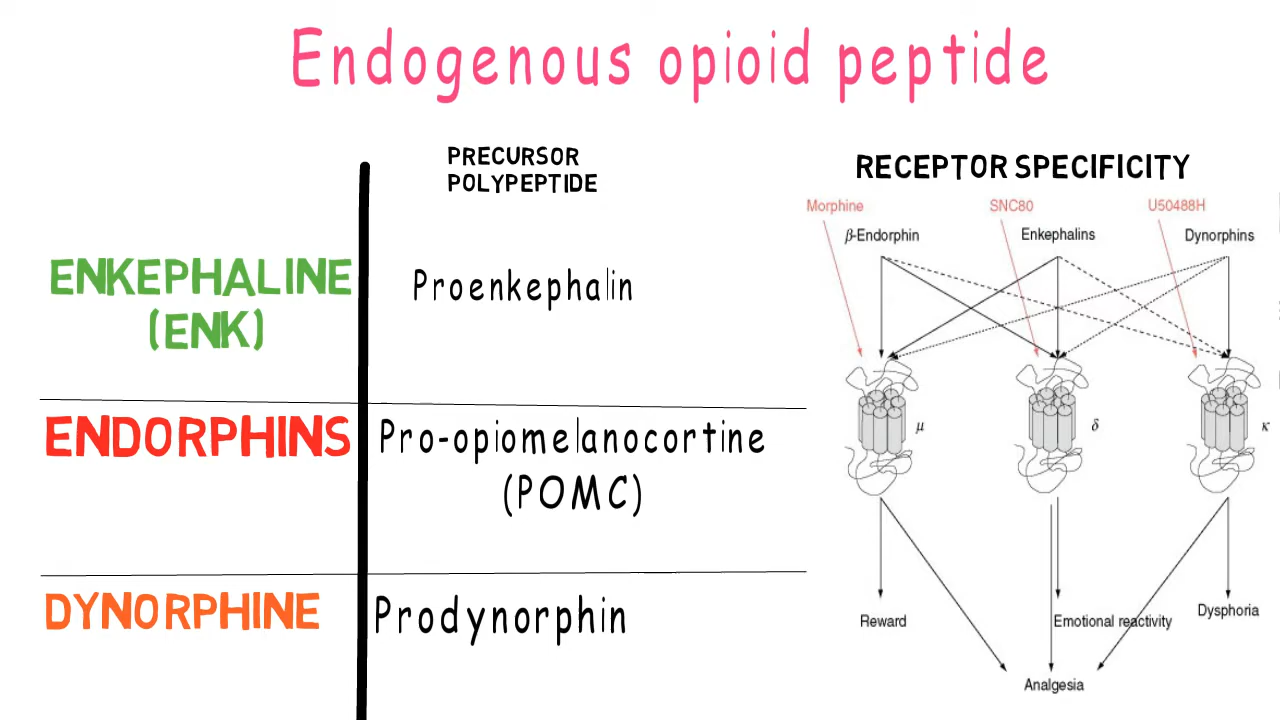 Endogenous opioid peptide
PRECURSOR
POLYPEPTIDE
ENKEPHALINE
(ENK)
Proenkephalin
ENDORPHINS
Pro-opiomelanocortine
(POMC)
DYNORPHINE
Prodynorphin
RECEPTOR SPECIFICITY
Morphine SNC80 U50488H
β-Endorphin Enkephalins Dynorphins
μ δ κ
Reward Emotional reactivity Dysphoria
Analgesia